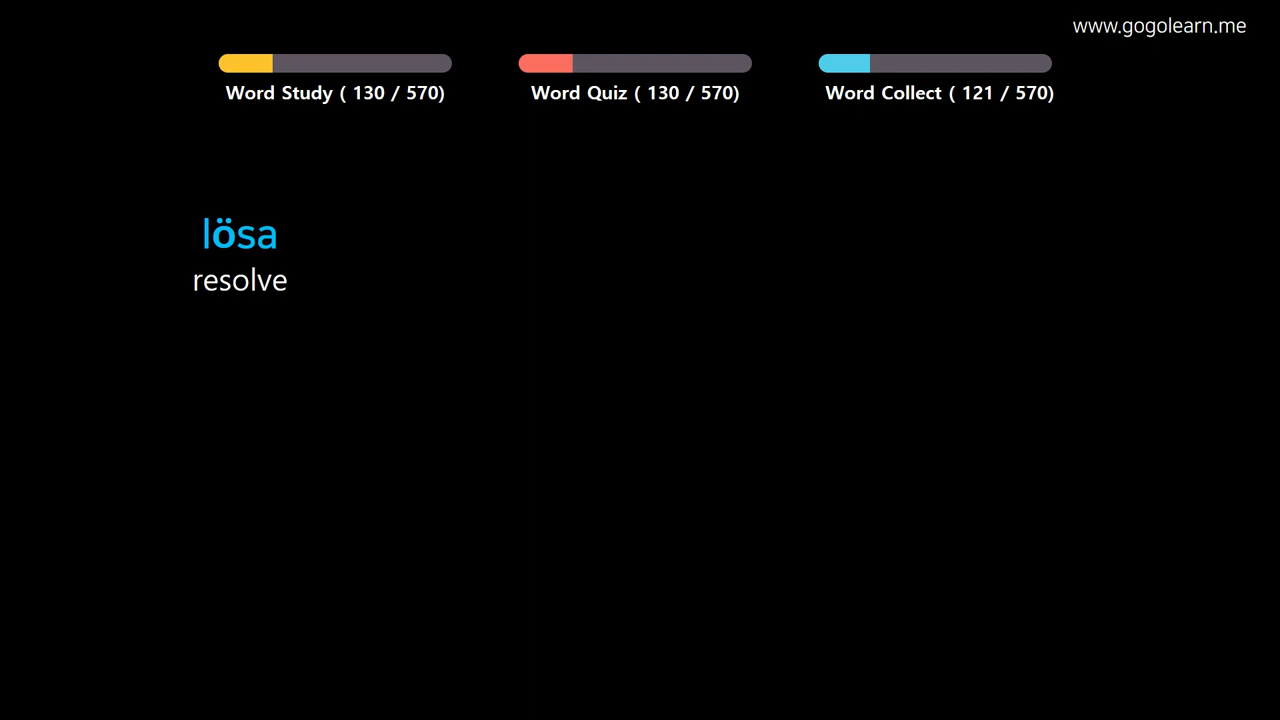 www.gogolearn.me
Word Study ( 130 / 570)
Word Quiz ( 130 / 570)
Word Collect ( 121 / 570)
lösa
resolve